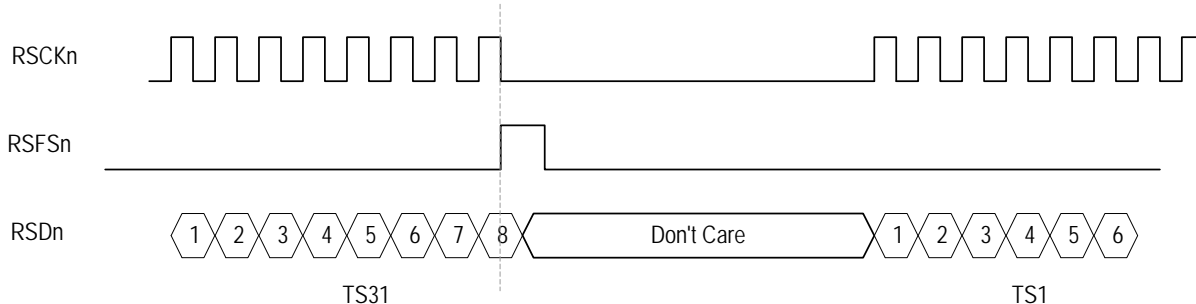 RSCKn
RSFSn
RSDn 1 2 3 4 5 6 7 8 Don't Care 1 2 3 4 5 6
TS31 TS1